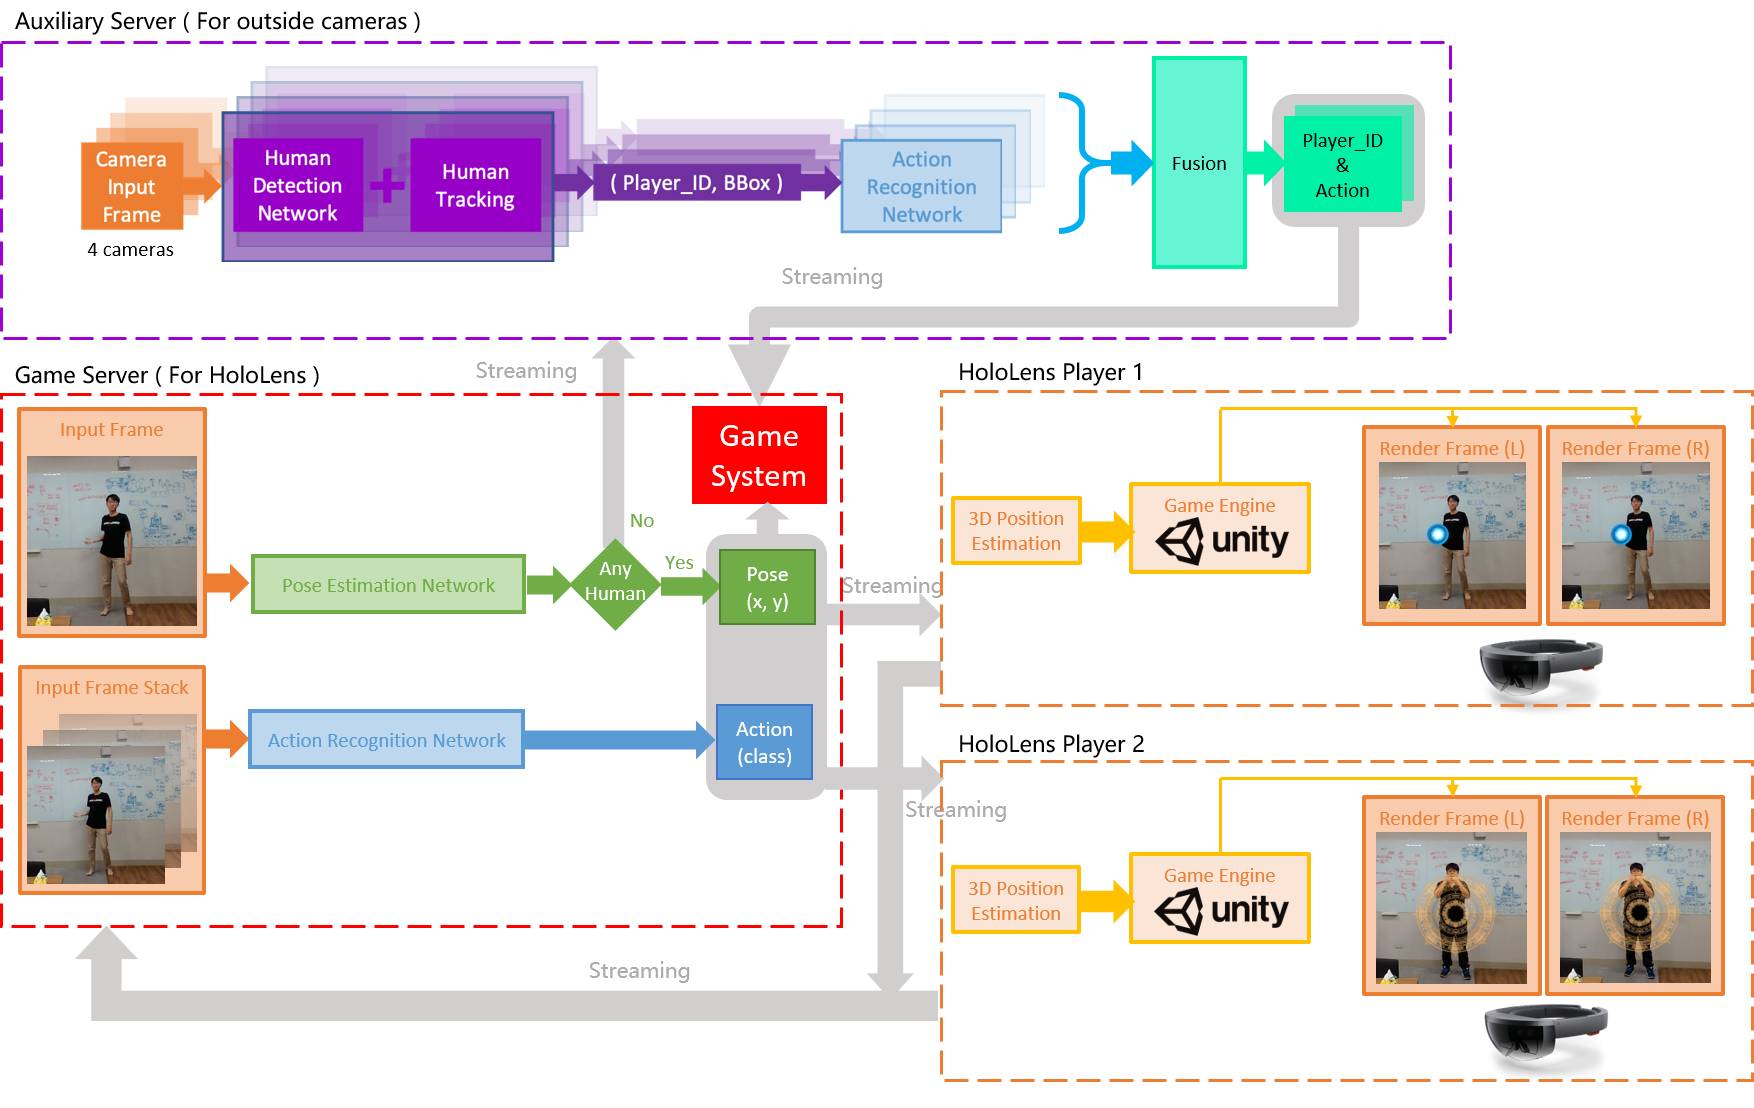 Auxiliary Server ( For outside cameras )
Camera
Input
Frame
4 cameras
Human
Detection
Network
+
Human
Tracking
( Player_ID, BBox )
Action
Recognition
Network
Fusion
Player_ID
&
Action
Streaming
Streaming
Game Server ( For HoloLens )
Input Frame
Pose Estimation Network
Any
Human
No
Yes
Game
System
Pose
(x, y)
Streaming
Input Frame Stack
Action Recognition Network
Action
(class)
Streaming
Streaming
HoloLens Player 1
3D Position
Estimation
Game Engine
unity
Render Frame (L)
Render Frame (R)
HoloLens Player 2
3D Position
Estimation
Game Engine
unity
Render Frame (L)
Render Frame (R)